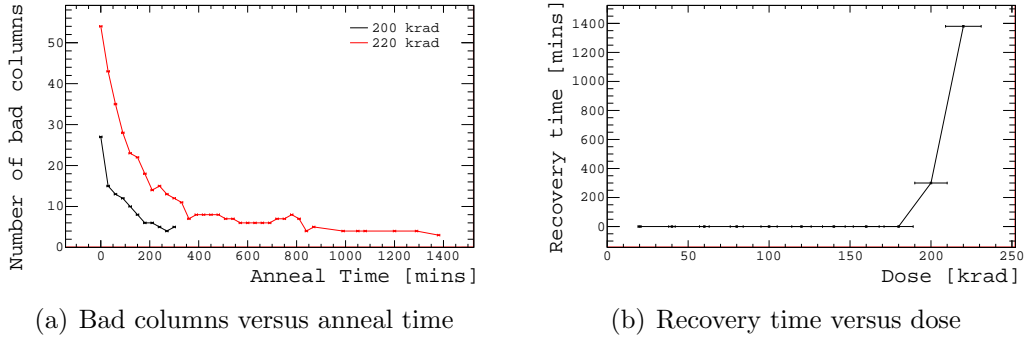 Number of bad columns
50
40
30
20
10
0
200 krad
220 krad
0 200 400 600 800 1000 1200 1400
Anneal Time [mins]
(a) Bad columns versus anneal time
Recovery time [mins]
1400
1200
1000
800
600
400
200
0
0 50 100 150 200 250
Dose [krad]
(b) Recovery time versus dose